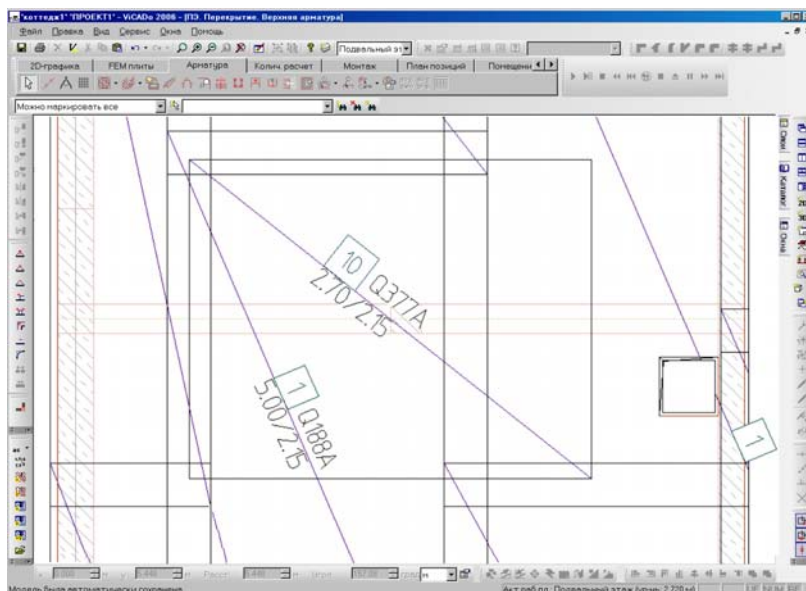 "коттедж1" "ПРОЕКТ1" - ViCADo 2006 - [ПЭ. Перекрытие. Верхняя арматура]
Файл Правка Вид Сервис Окна Помощь
Подвальный эт
2D-графика FEM плиты Арматура Колич. расчет Монтаж План позиций Помещени
Можно маркировать все
Каталог
Окна
10 Q377A
2.70/2.15
1 Q188A
5.00/2.15
1
Модель была автоматически сохранена